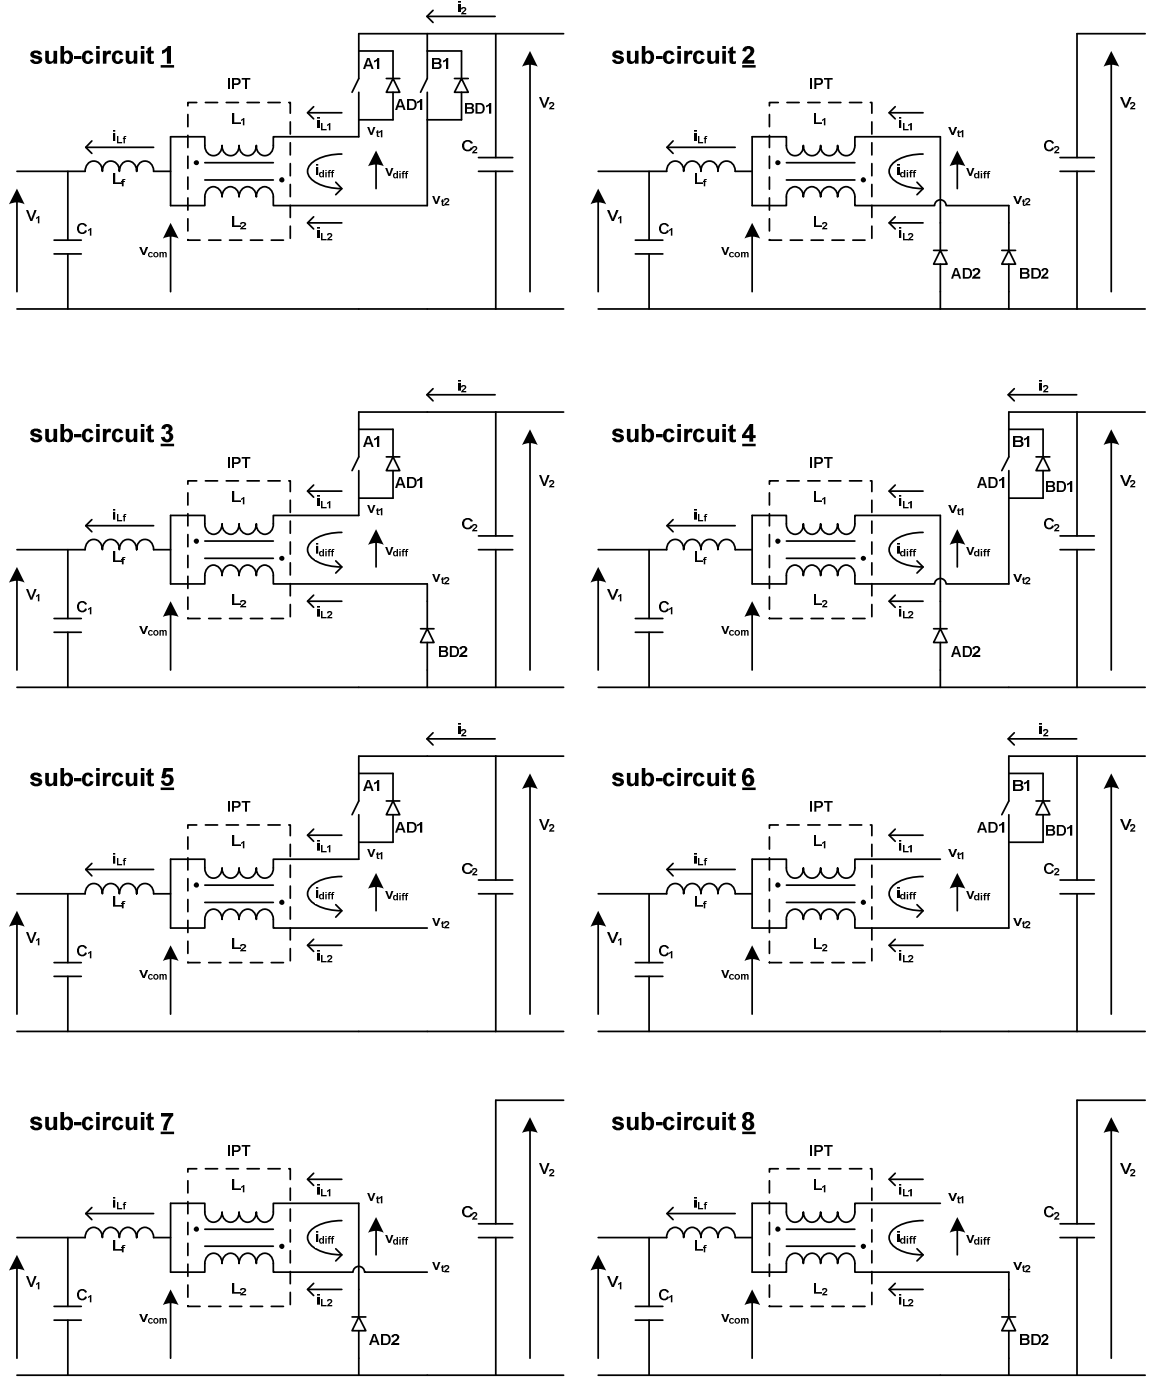 sub-circuit 1
i2
A1
B1
AD1
BD1
V2
IPT
L1
iL1
vt1
iLf
Lf
idiff
vdiff
C2
V1
C1
L2
vt2
iL2
vcom
sub-circuit 2
V2
IPT
L1
iL1
vt1
iLf
Lf
idiff
vdiff
C2
V1
C1
L2
vt2
iL2
vcom
AD2
BD2
sub-circuit 3
i2
A1
AD1
V2
IPT
L1
iL1
vt1
iLf
Lf
idiff
vdiff
C2
V1
C1
L2
vt2
iL2
vcom
BD2
sub-circuit 4
i2
B1
AD1
BD1
V2
IPT
L1
iL1
vt1
iLf
Lf
idiff
vdiff
C2
V1
C1
L2
vt2
iL2
vcom
AD2
sub-circuit 5
i2
A1
AD1
V2
IPT
L1
iL1
vt1
iLf
Lf
idiff
vdiff
C2
V1
C1
L2
vt2
iL2
vcom
sub-circuit 6
i2
B1
AD1
BD1
V2
IPT
L1
iL1
vt1
iLf
Lf
idiff
vdiff
C2
V1
C1
L2
vt2
iL2
vcom
sub-circuit 7
V2
IPT
L1
iL1
vt1
iLf
Lf
idiff
vdiff
C2
V1
C1
L2
vt2
iL2
vcom
AD2
sub-circuit 8
V2
IPT
L1
iL1
vt1
iLf
Lf
idiff
vdiff
C2
V1
C1
L2
vt2
iL2
vcom
BD2